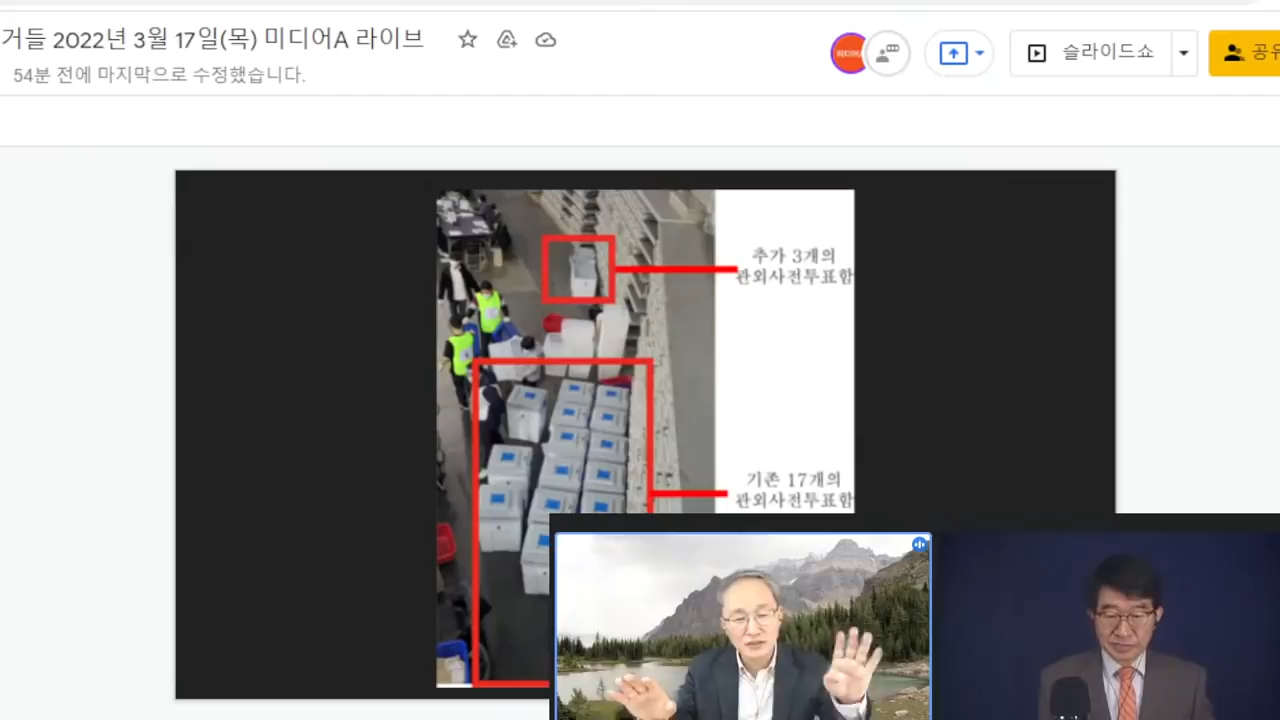 거들 2022년 3월 17일(목) 미디어A 라이브
54분 전에 마지막으로 수정했습니다.
슬라이드쇼
공유
추가 3개의
관외사전투표함
기존 17개의
관외사전투표함